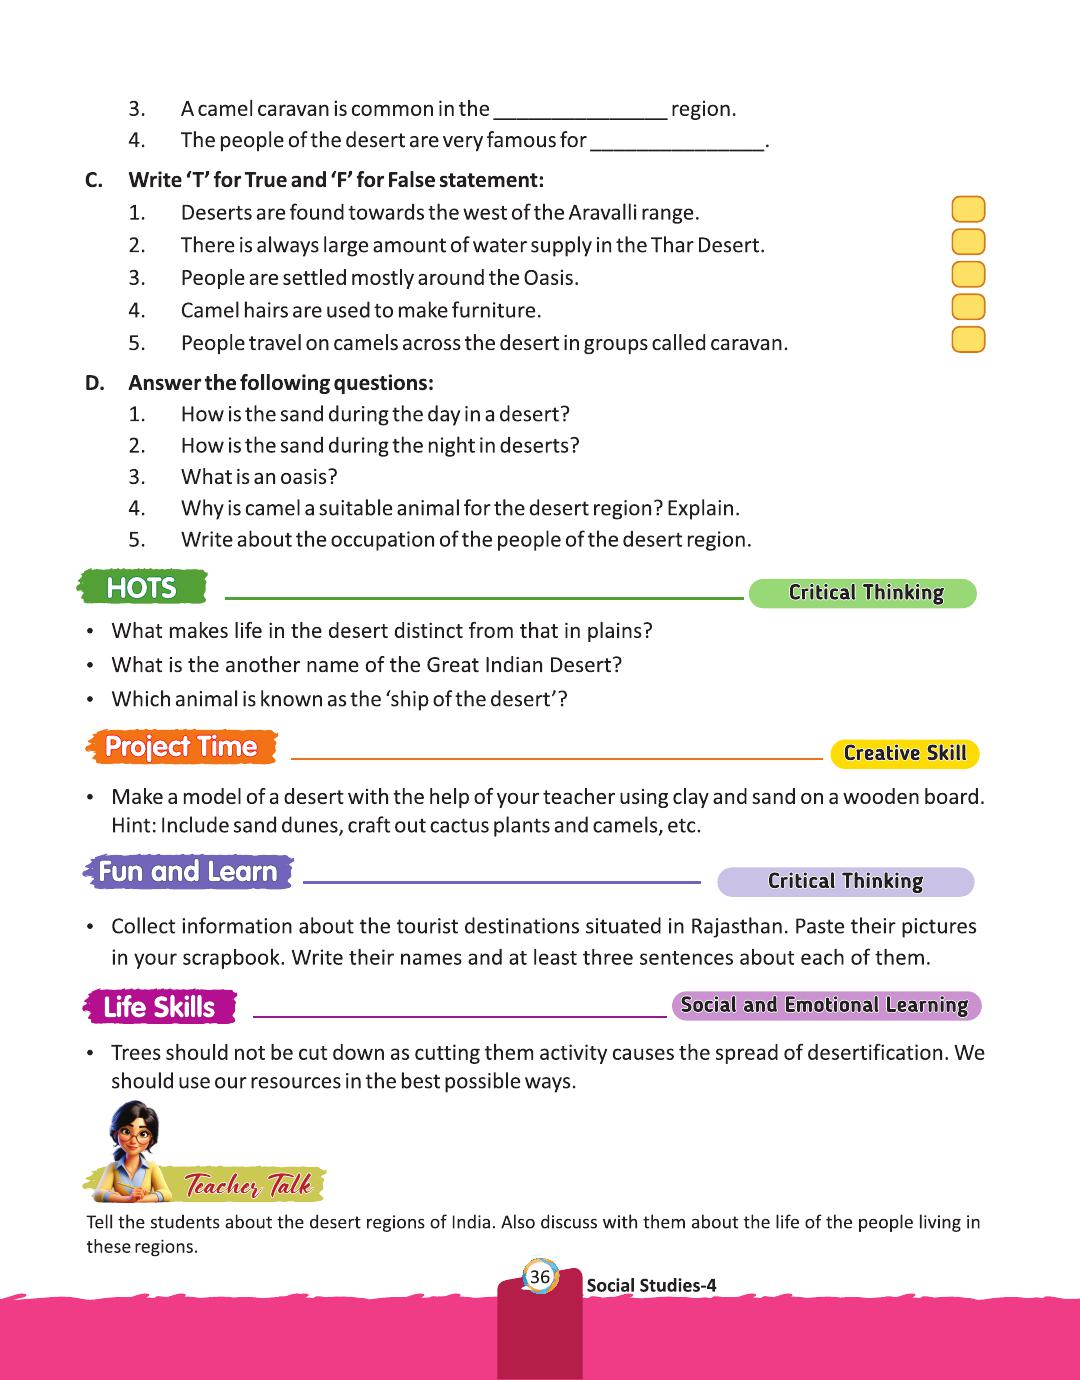 3. A camel caravan is common in the _______________ region.
4. The people of the desert are very famous for _______________.
C. Write ‘T’ for True and ‘F’ for False statement:
1. Deserts are found towards the west of the Aravalli range.
2. There is always large amount of water supply in the Thar Desert.
3. People are settled mostly around the Oasis.
4. Camel hairs are used to make furniture.
5. People travel on camels across the desert in groups called caravan.
D. Answer the following questions:
1. How is the sand during the day in a desert?
2. How is the sand during the night in deserts?
3. What is an oasis?
4. Why is camel a suitable animal for the desert region? Explain.
5. Write about the occupation of the people of the desert region.
HOTS Critical Thinking
• What makes life in the desert distinct from that in plains?
• What is the another name of the Great Indian Desert?
• Which animal is known as the ‘ship of the desert’?
Project Time Creative Skill
• Make a model of a desert with the help of your teacher using clay and sand on a wooden board.
Hint: Include sand dunes, craft out cactus plants and camels, etc.
Fun and Learn Critical Thinking
• Collect information about the tourist destinations situated in Rajasthan. Paste their pictures
in your scrapbook. Write their names and at least three sentences about each of them.
Life Skills Social and Emotional Learning
• Trees should not be cut down as cutting them activity causes the spread of desertification. We
should use our resources in the best possible ways.
Teacher Talk
Tell the students about the desert regions of India. Also discuss with them about the life of the people living in
these regions.
36 Social Studies-4